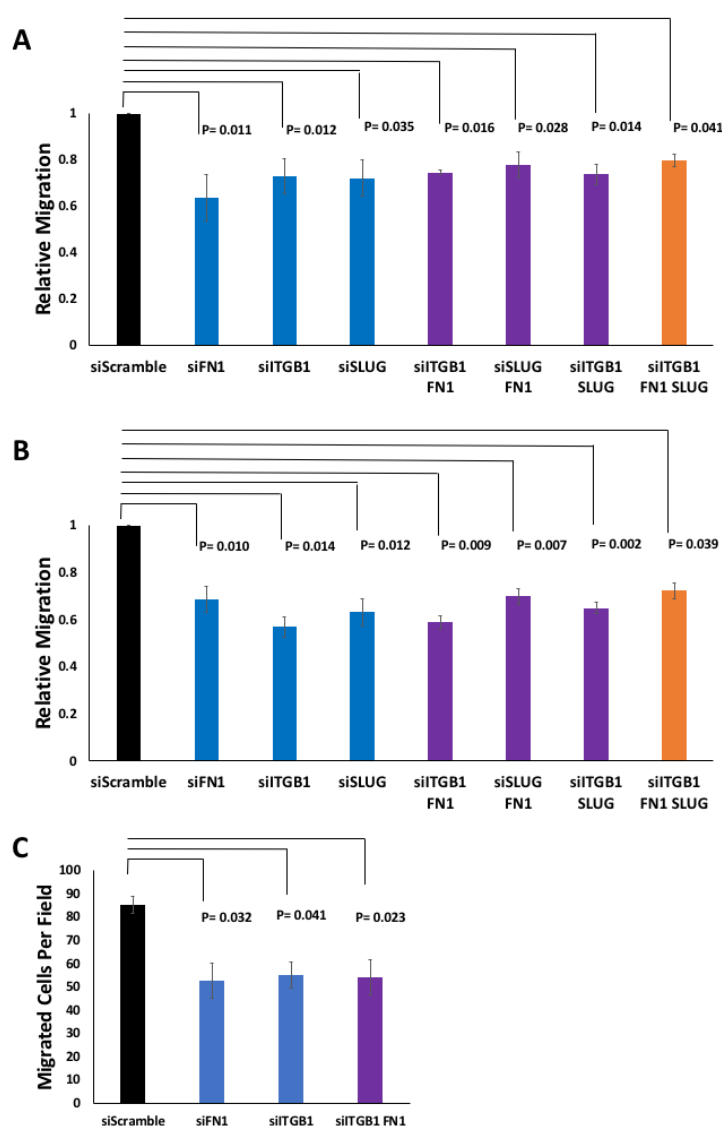 A
P= 0.011 P= 0.012 P= 0.035 P= 0.016 P= 0.028 P= 0.014 P= 0.041
Relative Migration
1
0.8
0.6
0.4
0.2
0
siScramble siFN1 siITGB1 siSLUG siITGB1 siSLUG siITGB1 siITGB1
FN1 FN1 SLUG FN1 SLUG
B
P= 0.010 P= 0.014 P= 0.012 P= 0.009 P= 0.007 P= 0.002 P= 0.039
Relative Migration
1
0.8
0.6
0.4
0.2
0
siScramble siFN1 siITGB1 siSLUG siITGB1 siSLUG siITGB1 siITGB1
FN1 FN1 SLUG FN1 SLUG
C
P= 0.032 P= 0.041 P= 0.023
Migrated Cells Per Field
100
90
80
70
60
50
40
30
20
10
0
siScramble siFN1 siITGB1 siITGB1 FN1